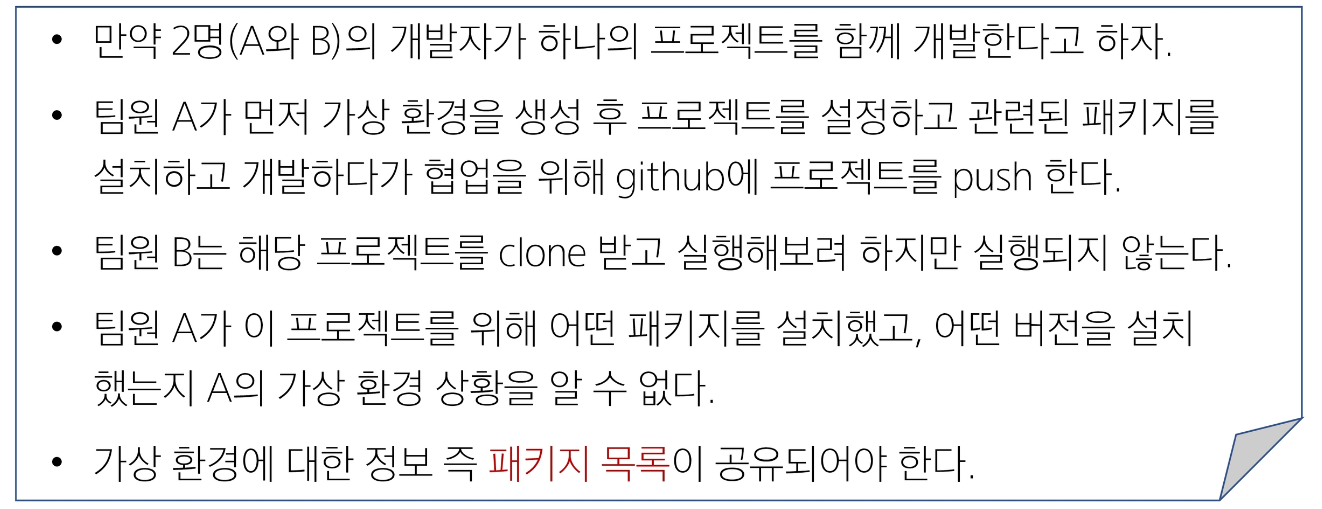 • 만약 2명(A와 B)의 개발자가 하나의 프로젝트를 함께 개발한다고 하자.
• 팀원 A가 먼저 가상 환경을 생성 후 프로젝트를 설정하고 관련된 패키지를
설치하고 개발하다가 협업을 위해 github에 프로젝트를 push 한다.
• 팀원 B는 해당 프로젝트를 clone 받고 실행해보려 하지만 실행되지 않는다.
• 팀원 A가 이 프로젝트를 위해 어떤 패키지를 설치했고, 어떤 버전을 설치
했는지 A의 가상 환경 상황을 알 수 없다.
• 가상 환경에 대한 정보 즉 패키지 목록이 공유되어야 한다.